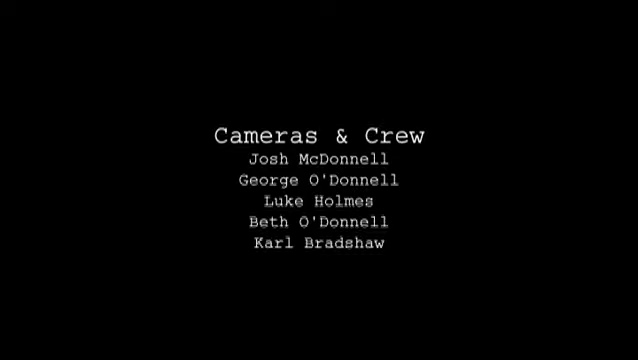 Cameras & Crew
Josh McDonnell
George O'Donnell
Luke Holmes
Beth O'Donnell
Karl Bradshaw